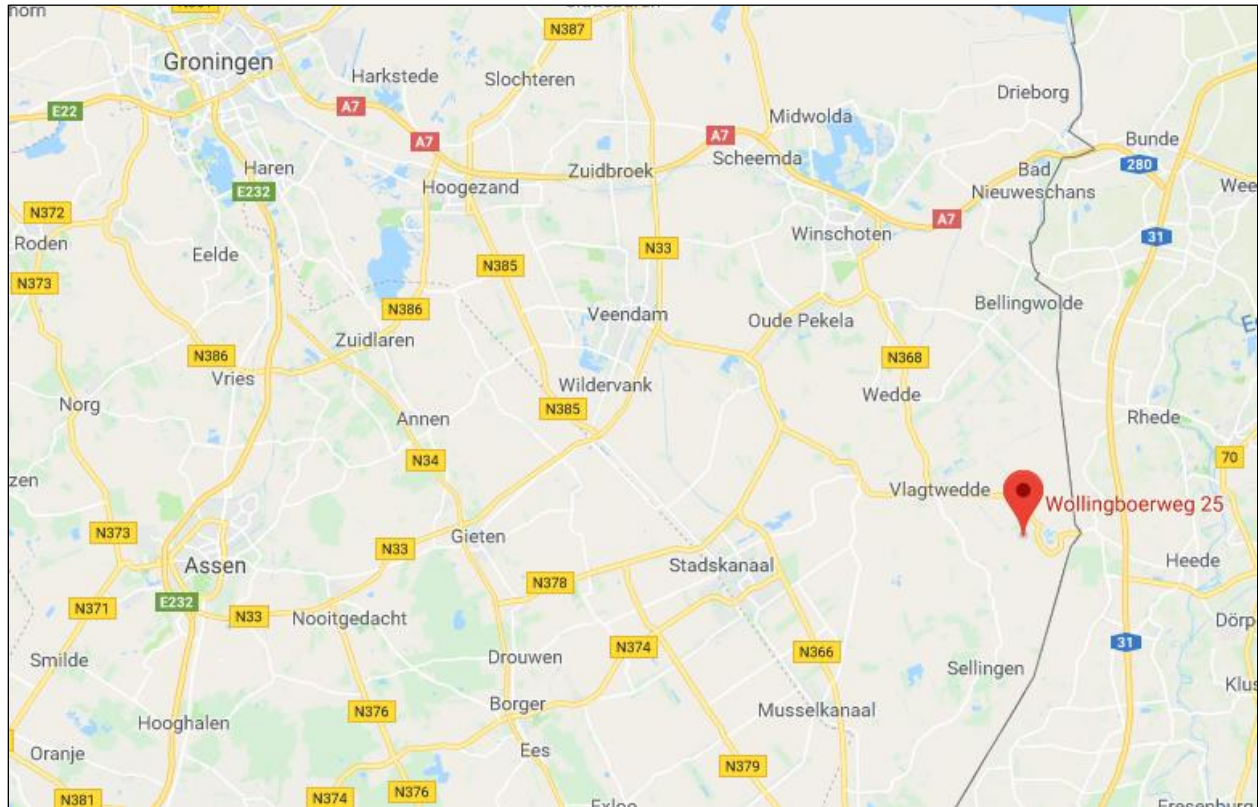 N387
Groningen
Harkstede
Slochteren
E22
A7
Midwolda
Drieborg
A7
A7
Scheemda
Bunde
280
Haren
E232
Zuidbroek
Bad
Nieuweschans
Hoogezand
N372
Roden
Eelde
A7
Winschoten
31
N33
N385
N373
N386
Veendam
Oude Pekela
Bellingwolde
Zuidlaren
N386
Vries
N368
Wildervank
Wedde
Norg
N385
Annen
Rhede
N34
70
Vlagtwedde
Wollingboerweg 25
N373
Gieten
N33
Assen
Stadskanaal
Heede
N378
N371
E232
N33
Nooitgedacht
N374
N366
31
Smilde
Drouwen
Sellingen
N376
Borger
Musselkanaal
Hooghalen
Oranje
Ees
N379
N381
N374
N376
Exloo